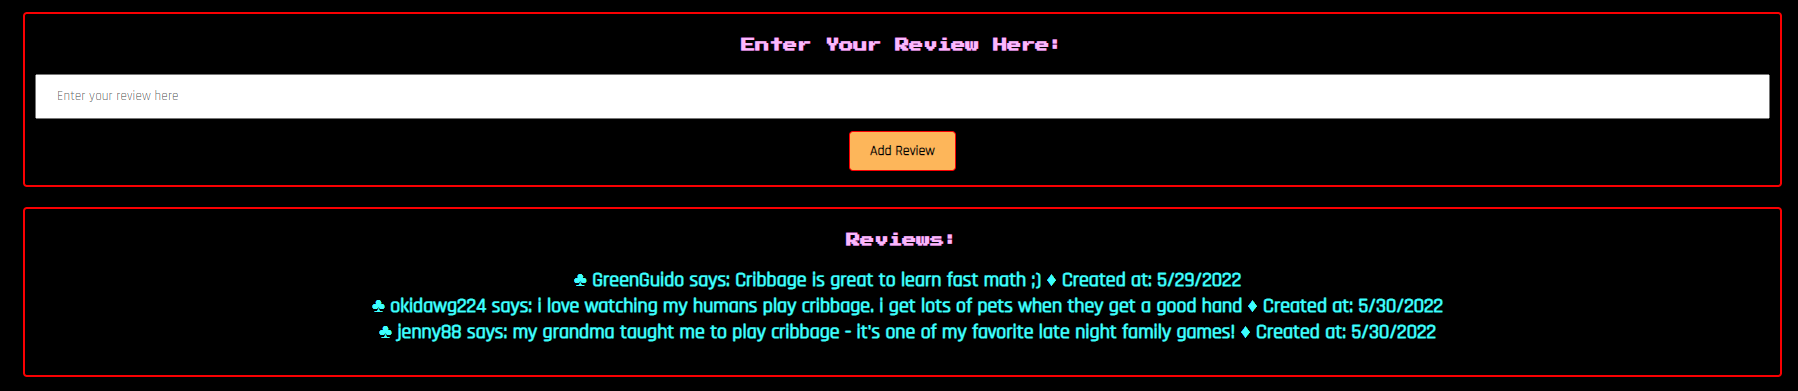 Enter Your Review Here:
Enter your review here
Add Review
Reviews:
♣ GreenGuido says: Cribbage is great to learn fast math ;) ♦ Created at: 5/29/2022
♣ okidawg224 says: i love watching my humans play cribbage. i get lots of pets when they get a good hand ♦ Created at: 5/30/2022
♣ jenny88 says: my grandma taught me to play cribbage - it's one of my favorite late night family games! ♦ Created at: 5/30/2022